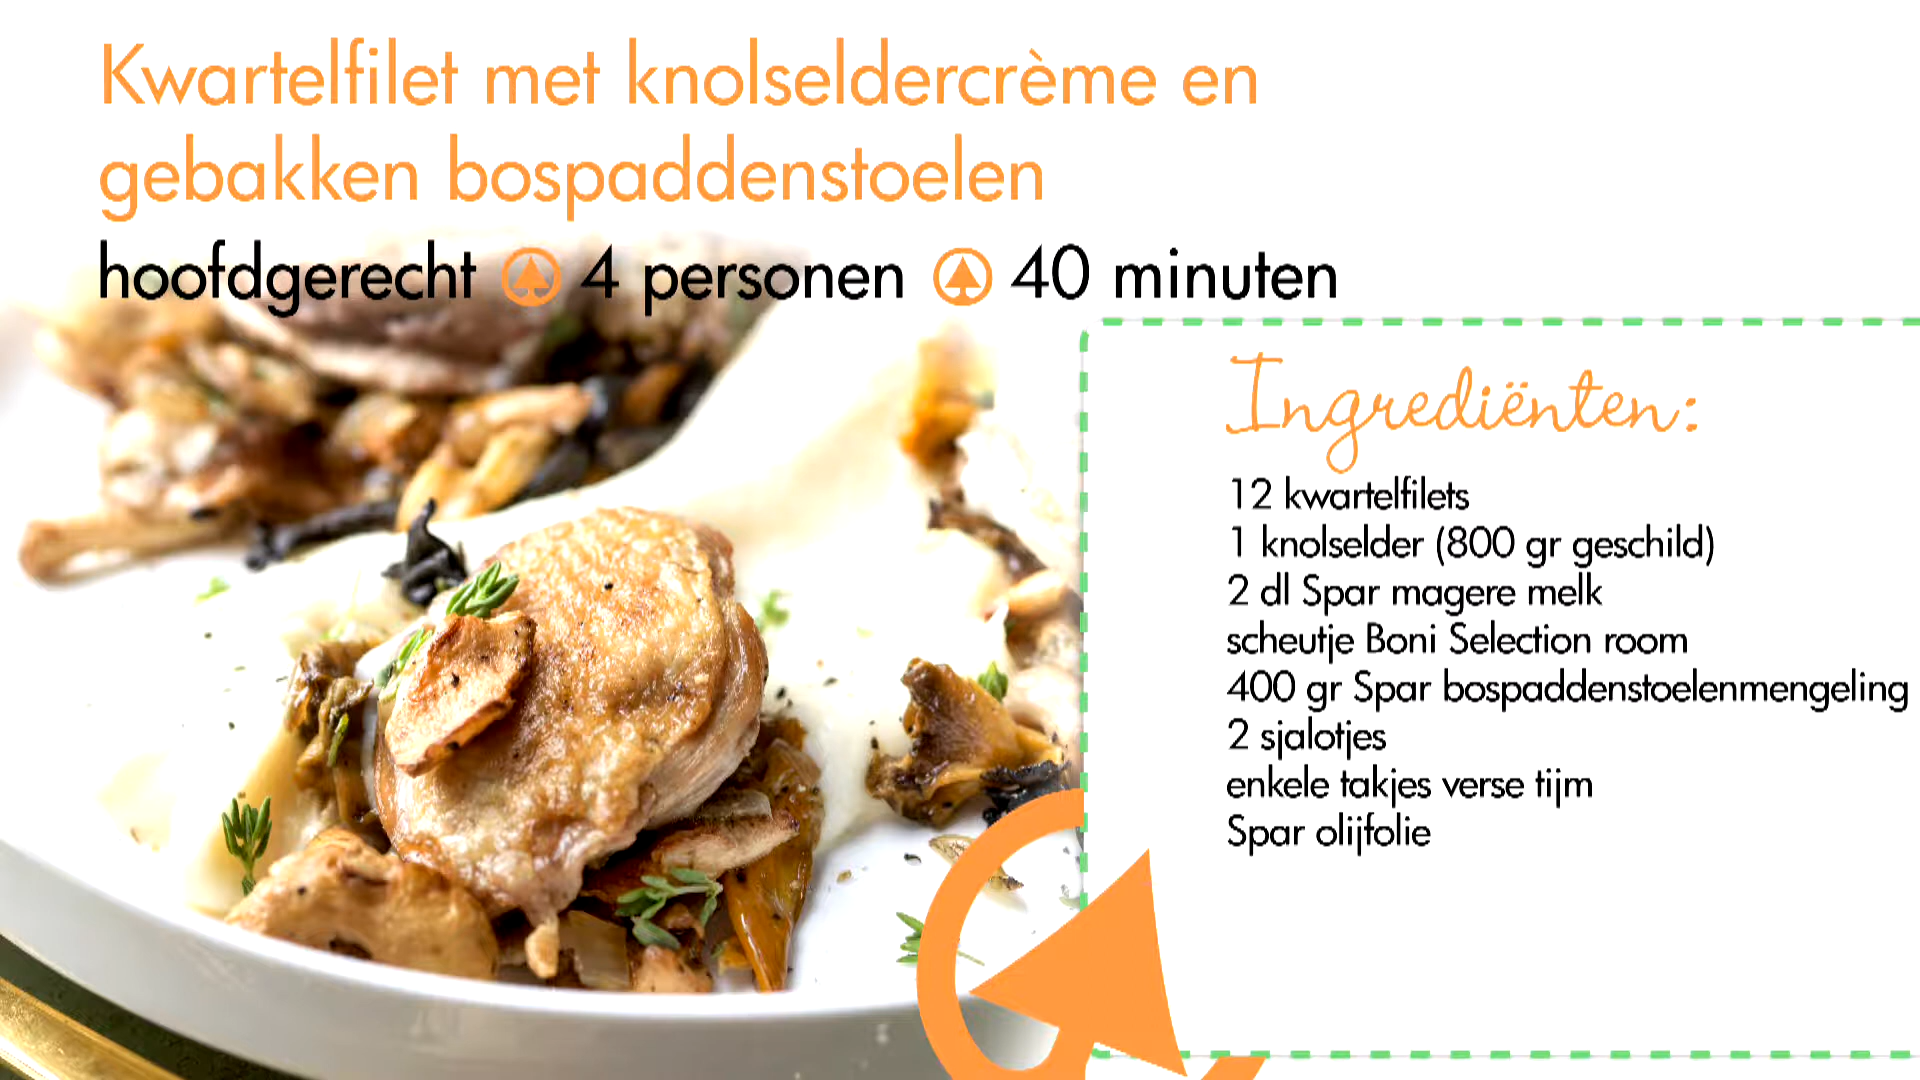 Kwartelfilet met knolseldercrème en
gebakken bospaddenstoelen
hoofdgerecht 4 personen 40 minuten
Ingrediënten:
12 kwartelfilets
1 knolselder (800 gr geschild)
2 dl Spar magere melk
scheutje Boni Selection room
400 gr Spar bospaddenstoelenmengeling
2 sjalotjes
enkele takjes verse tijm
Spar olijfolie